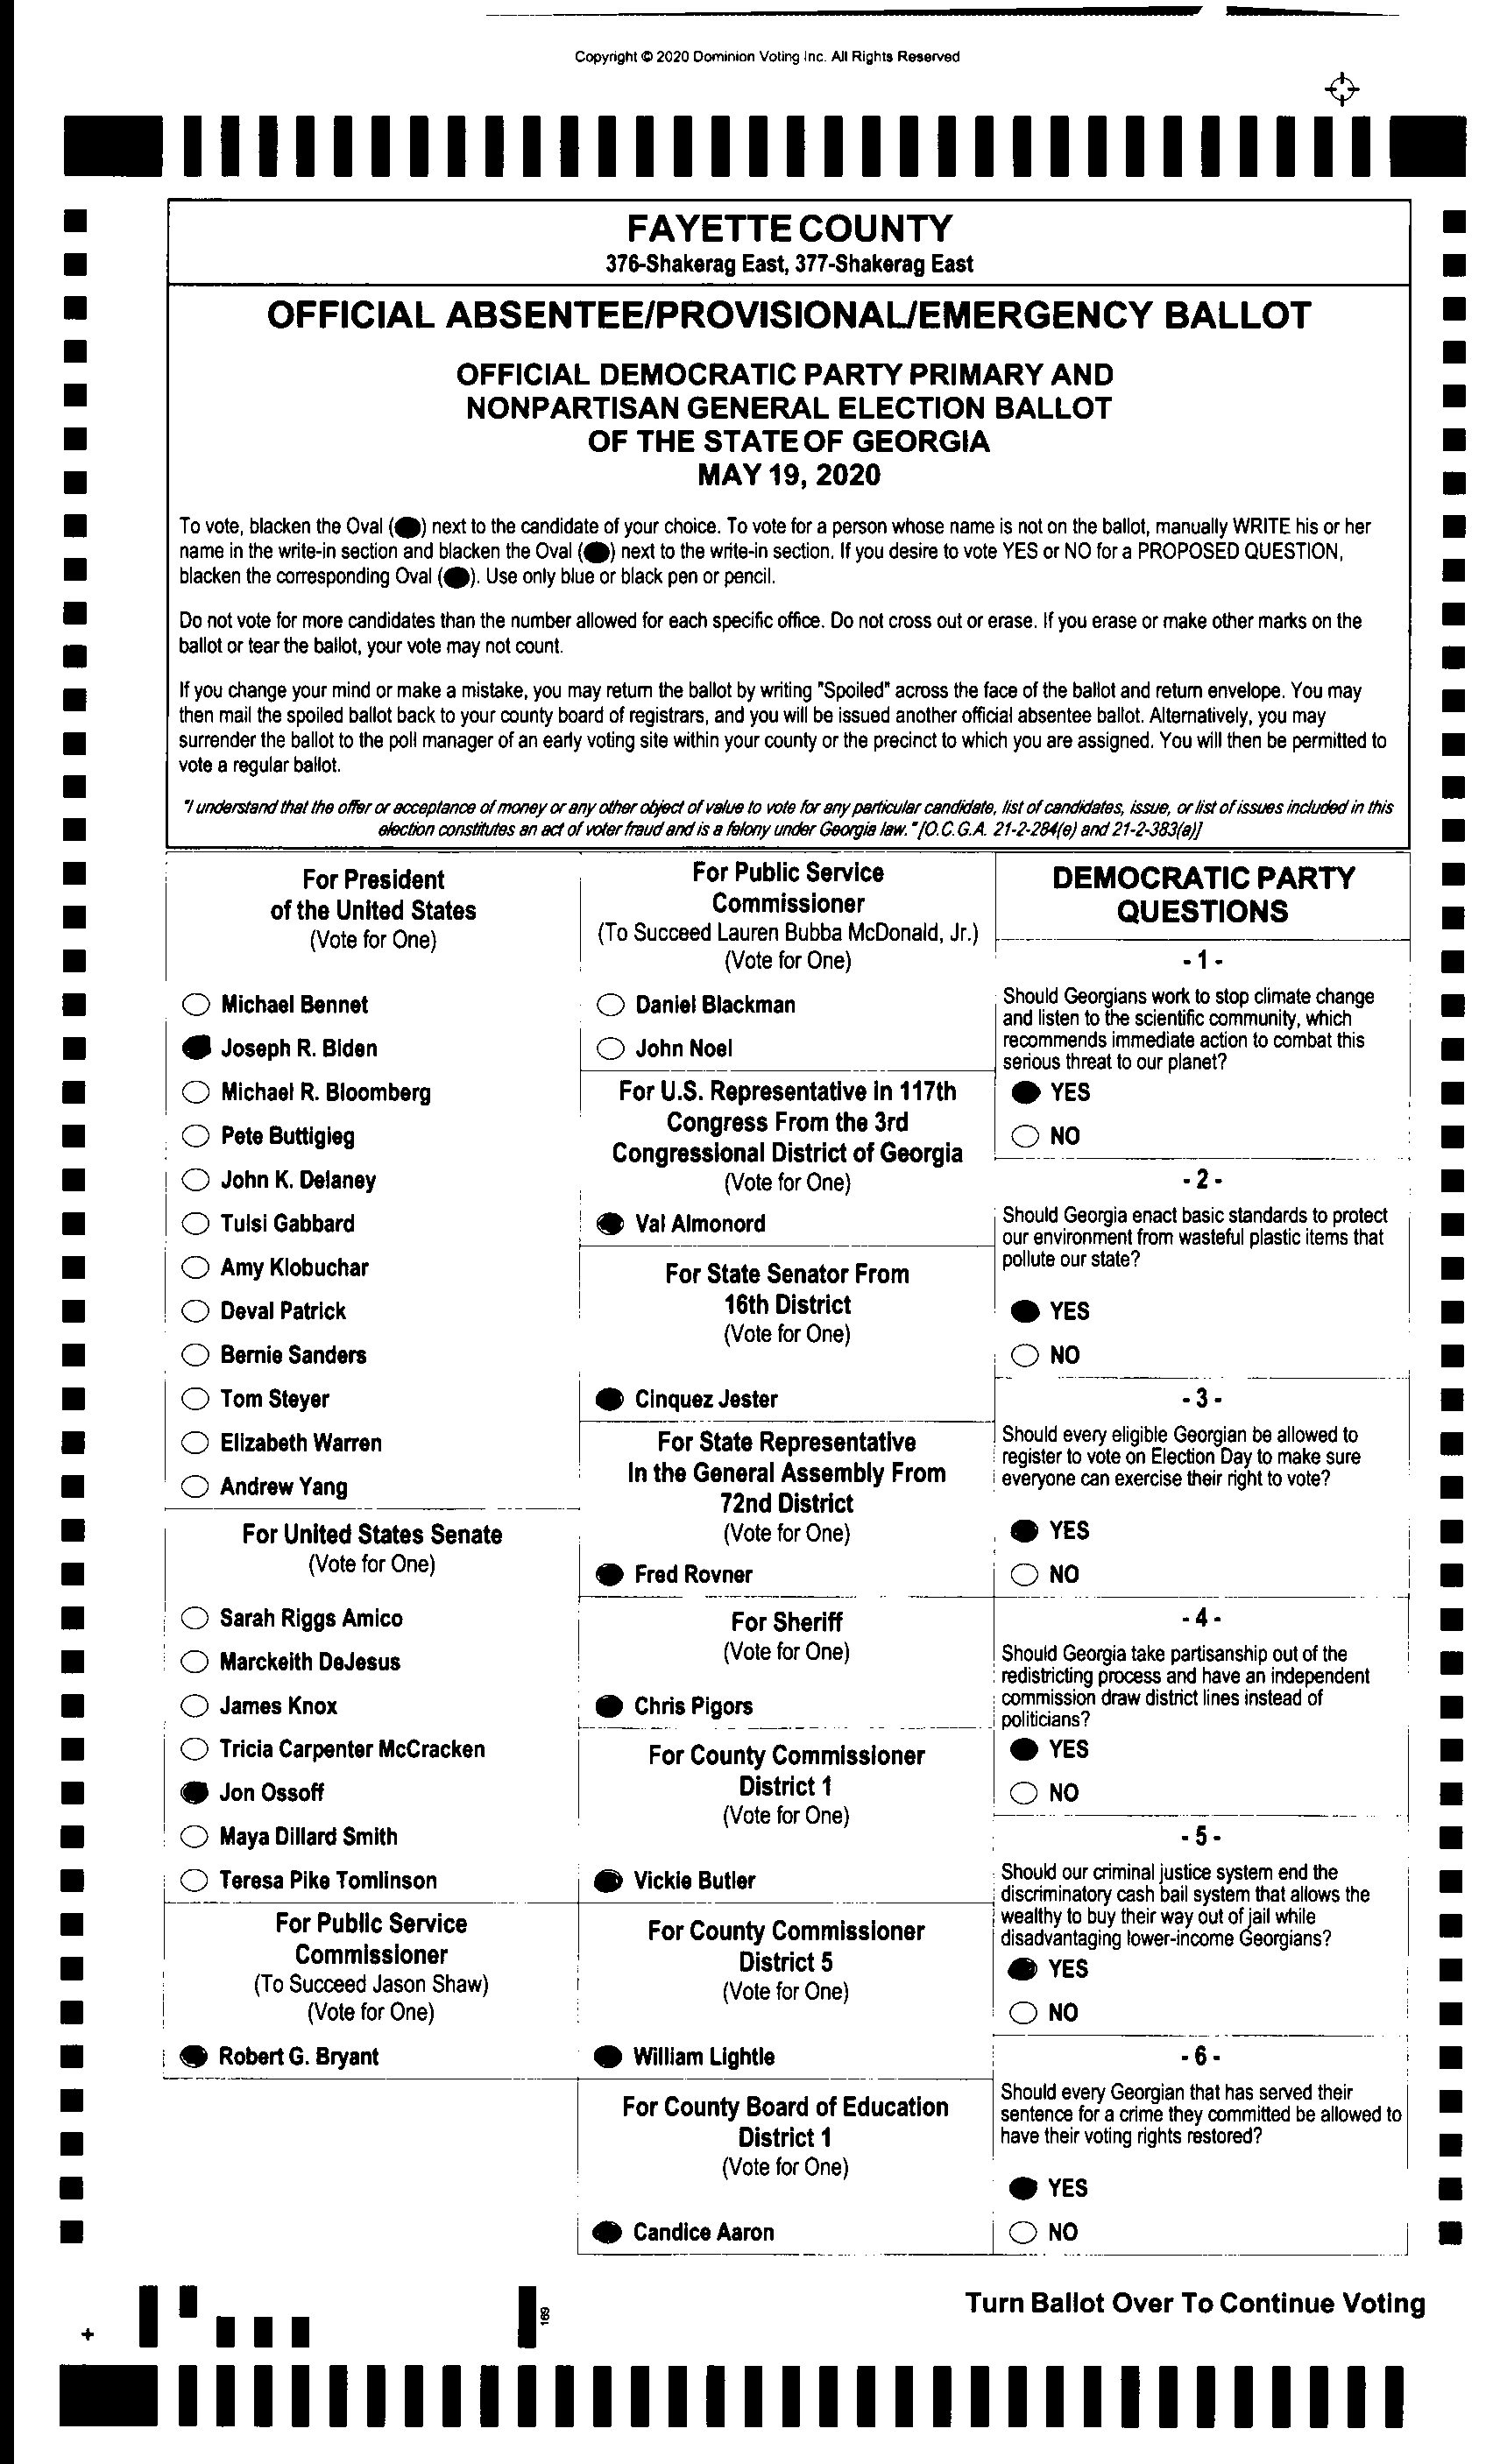 Copyright © 2020 Dominion Voting Inc. All Rights Reserved
FAYETTE COUNTY
376-Shakerag East, 377-Shakerag East
OFFICIAL ABSENTEE/PROVISIONAL/EMERGENCY BALLOT
OFFICIAL DEMOCRATIC PARTY PRIMARY AND
NONPARTISAN GENERAL ELECTION BALLOT
OF THE STATE OF GEORGIA
MAY 19, 2020
To vote, blacken the Oval () next to the candidate of your choice. To vote for a person whose name is not on the ballot, manually WRITE his or her
name in the write-in section and blacken the Oval () next to the write-in section. If you desire to vote YES or NO for a PROPOSED QUESTION,
blacken the corresponding Oval (). Use only blue or black pen or pencil.
Do not vote for more candidates than the number allowed for each specific office. Do not cross out or erase. If you erase or make other marks on the
ballot or tear the ballot, your vote may not count.
If you change your mind or make a mistake, you may return the ballot by writing "Spoiled" across the face of the ballot and return envelope. You may
then mail the spoiled ballot back to your county board of registrars, and you will be issued another official absentee ballot. Alternatively, you may
surrender the ballot to the poll manager of an early voting site within your county or the precinct to which you are assigned. You will then be permitted to
vote a regular ballot.
"I understand that the offer or acceptance of money or any other object of value to vote for any particular candidate, list of candidates, issue, or list of issues included in this
election constitutes an act of voter fraud and is a felony under Georgia law." [O.C.G.A. 21-2-284(e) and 21-2-383(a)]
For President
of the United States
(Vote for One)
Michael Bennet
Joseph R. Biden
Michael R. Bloomberg
Pete Buttigieg
John K. Delaney
Tulsi Gabbard
Amy Klobuchar
Deval Patrick
Bernie Sanders
Tom Steyer
Elizabeth Warren
Andrew Yang
For United States Senate
(Vote for One)
Sarah Riggs Amico
Marckeith DeJesus
James Knox
Tricia Carpenter McCracken
Jon Ossoff
Maya Dillard Smith
Teresa Pike Tomlinson
For Public Service
Commissioner
(To Succeed Jason Shaw)
(Vote for One)
Robert G. Bryant
For Public Service
Commissioner
(To Succeed Lauren Bubba McDonald, Jr.)
(Vote for One)
Daniel Blackman
John Noel
For U.S. Representative in 117th
Congress From the 3rd
Congressional District of Georgia
(Vote for One)
Val Almonord
For State Senator From
16th District
(Vote for One)
Cinquez Jester
For State Representative
In the General Assembly From
72nd District
(Vote for One)
Fred Rovner
For Sheriff
(Vote for One)
Chris Pigors
For County Commissioner
District 1
(Vote for One)
Vickie Butler
For County Commissioner
District 5
(Vote for One)
William Lightle
For County Board of Education
District 1
(Vote for One)
Candice Aaron
DEMOCRATIC PARTY
QUESTIONS
- 1 -
Should Georgians work to stop climate change
and listen to the scientific community, which
recommends immediate action to combat this
serious threat to our planet?
YES
NO
- 2 -
Should Georgia enact basic standards to protect
our environment from wasteful plastic items that
pollute our state?
YES
NO
- 3 -
Should every eligible Georgian be allowed to
register to vote on Election Day to make sure
everyone can exercise their right to vote?
YES
NO
- 4 -
Should Georgia take partisanship out of the
redistricting process and have an independent
commission draw district lines instead of
politicians?
YES
NO
- 5 -
Should our criminal justice system end the
discriminatory cash bail system that allows the
wealthy to buy their way out of jail while
disadvantaging lower-income Georgians?
YES
NO
- 6 -
Should every Georgian that has served their
sentence for a crime they committed be allowed to
have their voting rights restored?
YES
NO
Turn Ballot Over To Continue Voting
169
+